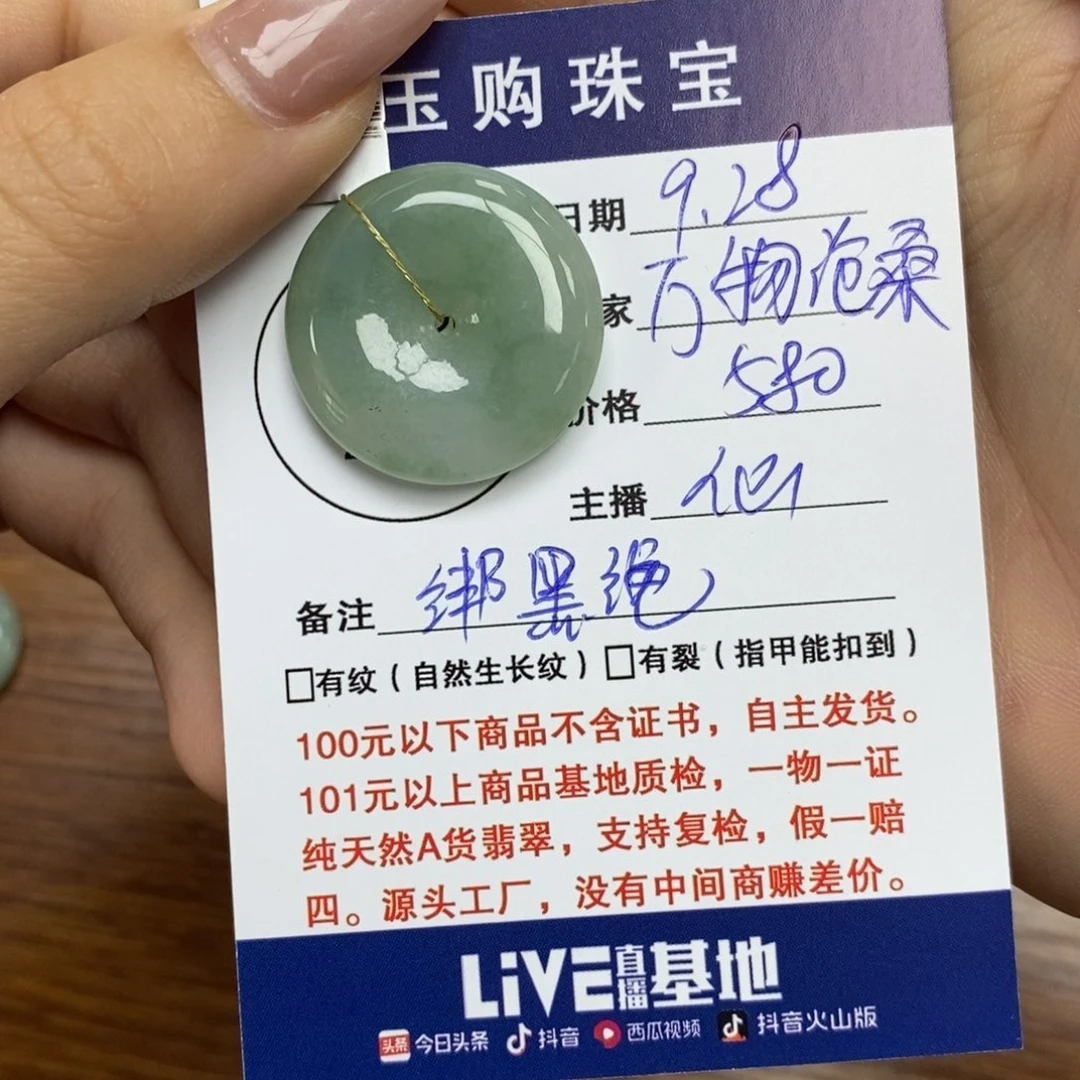 玉购珠宝
日期 9.28
家 万物沧桑
价格 580
主播
备注 绑黑绳
□有纹（自然生长纹）□有裂（指甲能扣到）
100元以下商品不含证书，自主发货。
101元以上商品基地质检，一物一证
纯天然A货翡翠，支持复检，假一赔
四。源头工厂，没有中间商赚差价。
LiVE直播基地
头条 今日头条 抖音 西瓜视频 抖音火山版